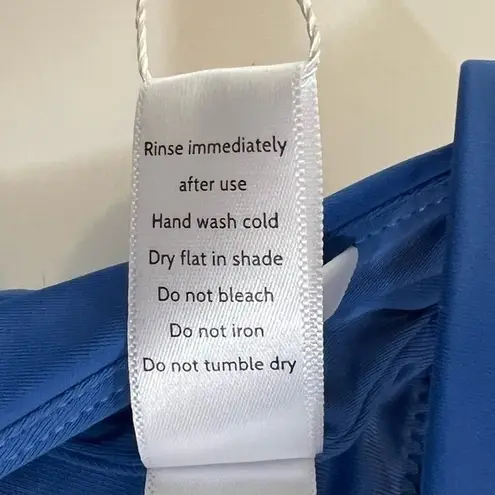 Rinse immediately
after use
Hand wash cold
Dry flat in shade
Do not bleach
Do not iron
Do not tumble dry